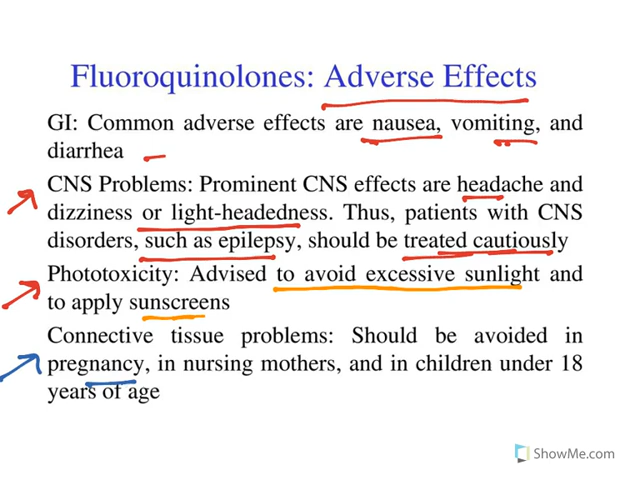 Fluoroquinolones: Adverse Effects
GI: Common adverse effects are nausea, vomiting, and
diarrhea
CNS Problems: Prominent CNS effects are headache and
dizziness or light-headedness. Thus, patients with CNS
disorders, such as epilepsy, should be treated cautiously
Phototoxicity: Advised to avoid excessive sunlight and
to apply sunscreens
Connective tissue problems: Should be avoided in
pregnancy, in nursing mothers, and in children under 18
years of age
ShowMe.com